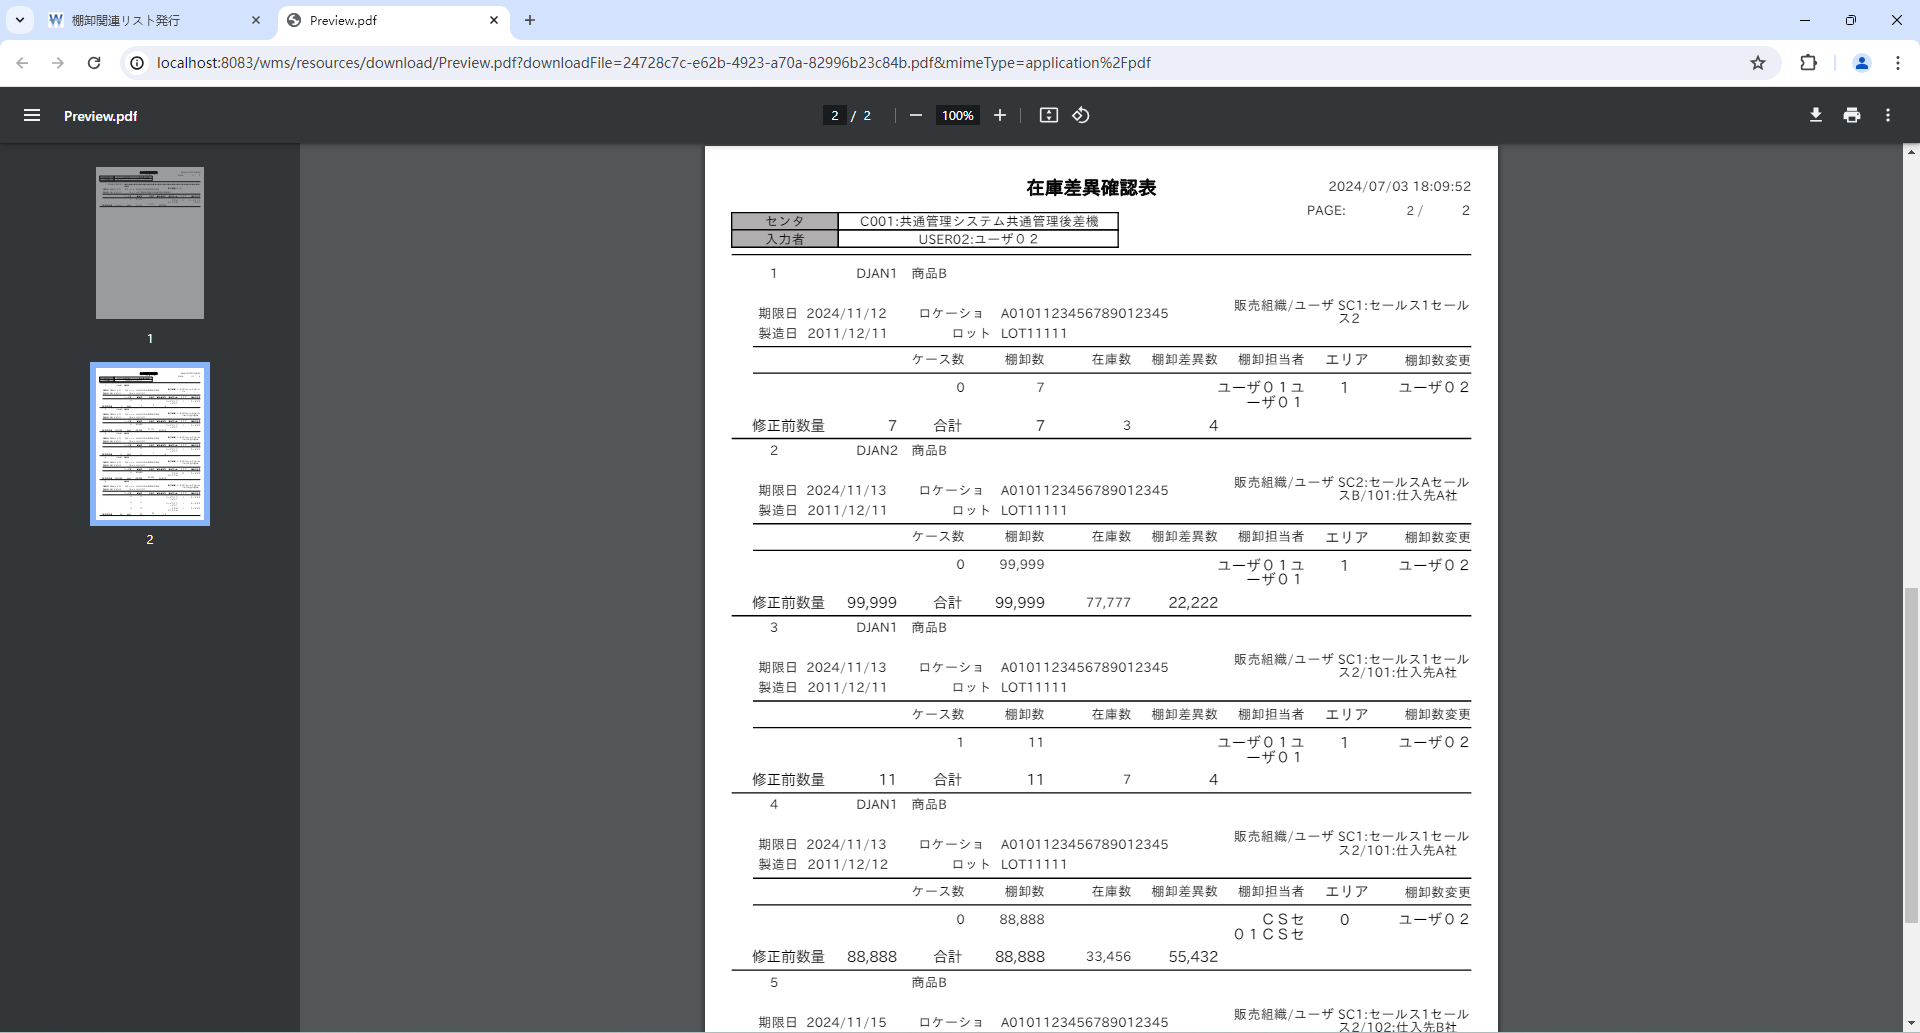 棚卸関連リスト発行
Preview.pdf
localhost:8083/wms/resources/download/Preview.pdf?downloadFile=24728c7c-e62b-4923-a70a-82996b23c84b.pdf&mimeType=application%2Fpdf
Preview.pdf
2 / 2
100%
1
2
在庫差異確認表
2024/07/03 18:09:52
PAGE: 2 / 2
センタ C001:共通管理システム共通管理後差機
入力者 USER02:ユーザ０２
1 DJAN1 商品B
販売組織/ユーザ SC1:セールス1セール
ス2
期限日 2024/11/12 ロケーショ A0101123456789012345
製造日 2011/12/11 ロット LOT11111
ケース数 棚卸数 在庫数 棚卸差異数 棚卸担当者 エリア 棚卸数変更
0 7 ユーザ０１ユ 1 ユーザ０２
ーザ０１
修正前数量 7 合計 7 3 4
2 DJAN2 商品B
販売組織/ユーザ SC2:セールスAセール
スB/101:仕入先A社
期限日 2024/11/13 ロケーショ A0101123456789012345
製造日 2011/12/11 ロット LOT11111
ケース数 棚卸数 在庫数 棚卸差異数 棚卸担当者 エリア 棚卸数変更
0 99,999 ユーザ０１ユ 1 ユーザ０２
ーザ０１
修正前数量 99,999 合計 99,999 77,777 22,222
3 DJAN1 商品B
販売組織/ユーザ SC1:セールス1セール
ス2/101:仕入先A社
期限日 2024/11/13 ロケーショ A0101123456789012345
製造日 2011/12/11 ロット LOT11111
ケース数 棚卸数 在庫数 棚卸差異数 棚卸担当者 エリア 棚卸数変更
1 11 ユーザ０１ユ 1 ユーザ０２
ーザ０１
修正前数量 11 合計 11 7 4
4 DJAN1 商品B
販売組織/ユーザ SC1:セールス1セール
ス2/101:仕入先A社
期限日 2024/11/13 ロケーショ A0101123456789012345
製造日 2011/12/12 ロット LOT11111
ケース数 棚卸数 在庫数 棚卸差異数 棚卸担当者 エリア 棚卸数変更
0 88,888 ＣＳセ 0 ユーザ０２
０１ＣＳセ
修正前数量 88,888 合計 88,888 33,456 55,432
5 商品B
販売組織/ユーザ SC1:セールス1セール
ス2/102:仕入先B社
期限日 2024/11/15 ロケーショ A0101123456789012345